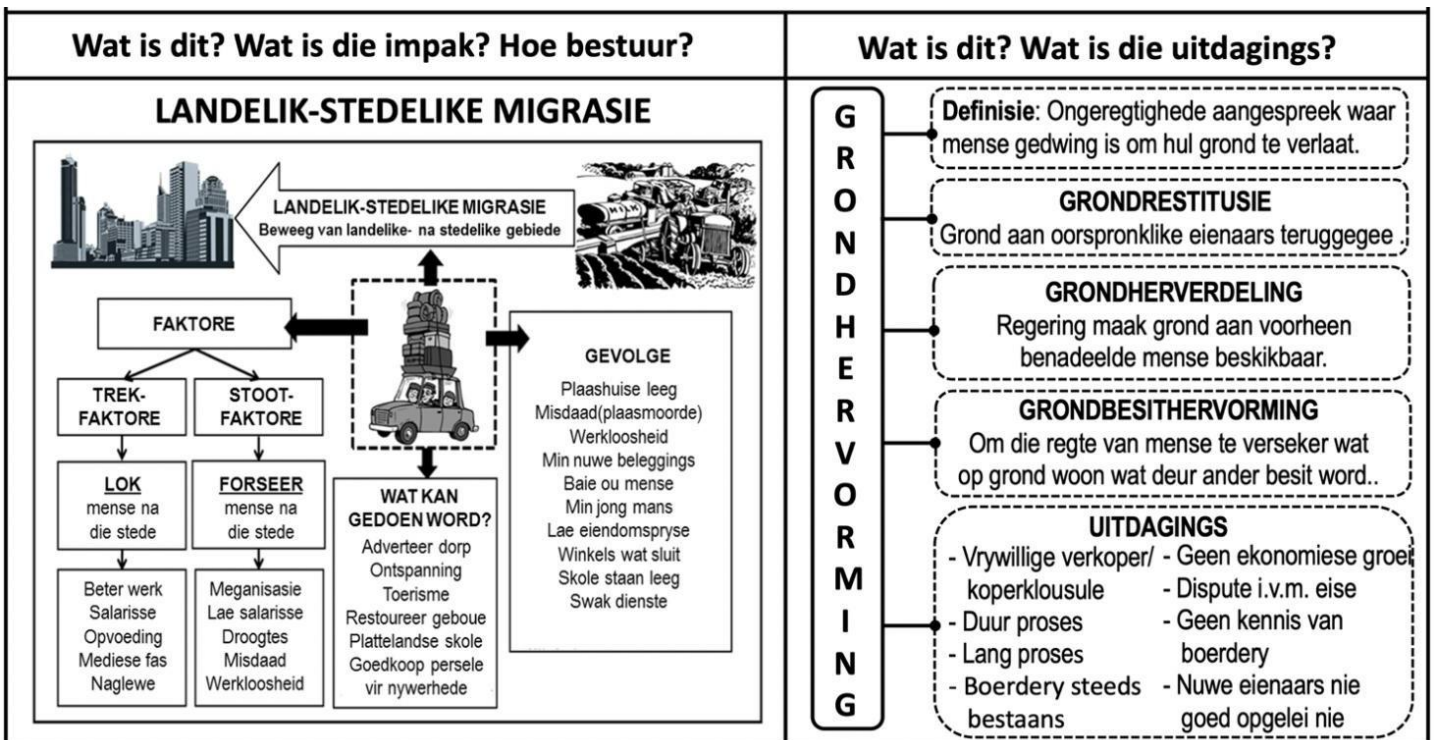 Wat is dit? Wat is die impak? Hoe bestuur?
LANDELIK-STEDELIKE MIGRASIE
LANDELIK-STEDELIKE MIGRASIE
Beweeg van landelike- na stedelike gebiede
MILK
FAKTORE
TREK-
FAKTORE
LOK
mense na
die stede
Beter werk
Salarisse
Opvoeding
Mediese fas
Naglewe
STOOT-
FAKTORE
FORSEER
mense na
die stede
Meganisasie
Lae salarisse
Droogtes
Misdaad
Werkloosheid
WAT KAN
GEDOEN WORD?
Adverteer dorp
Ontspanning
Toerisme
Restoureer geboue
Plattelandse skole
Goedkoop persele
vir nywerhede
GEVOLGE
Plaashuise leeg
Misdaad(plaasmoorde)
Werkloosheid
Min nuwe beleggings
Baie ou mense
Min jong mans
Lae eiendomspryse
Winkels wat sluit
Skole staan leeg
Swak dienste
Wat is dit? Wat is die uitdagings?
G
R
O
N
D
H
E
R
V
O
R
M
I
N
G
Definisie: Ongeregtighede aangespreek waar
mense gedwing is om hul grond te verlaat.
GRONDRESTITUSIE
Grond aan oorspronklike eienaars teruggegee .
GRONDHERVERDELING
Regering maak grond aan voorheen
benadeelde mense beskikbaar.
GRONDBESITHERVORMING
Om die regte van mense te verseker wat
op grond woon wat deur ander besit word..
UITDAGINGS
- Vrywillige verkoper/
koperklousule
- Duur proses
- Lang proses
- Boerdery steeds
bestaans
- Geen ekonomiese groei
- Dispute i.v.m. eise
- Geen kennis van
boerdery
- Nuwe eienaars nie
goed opgelei nie